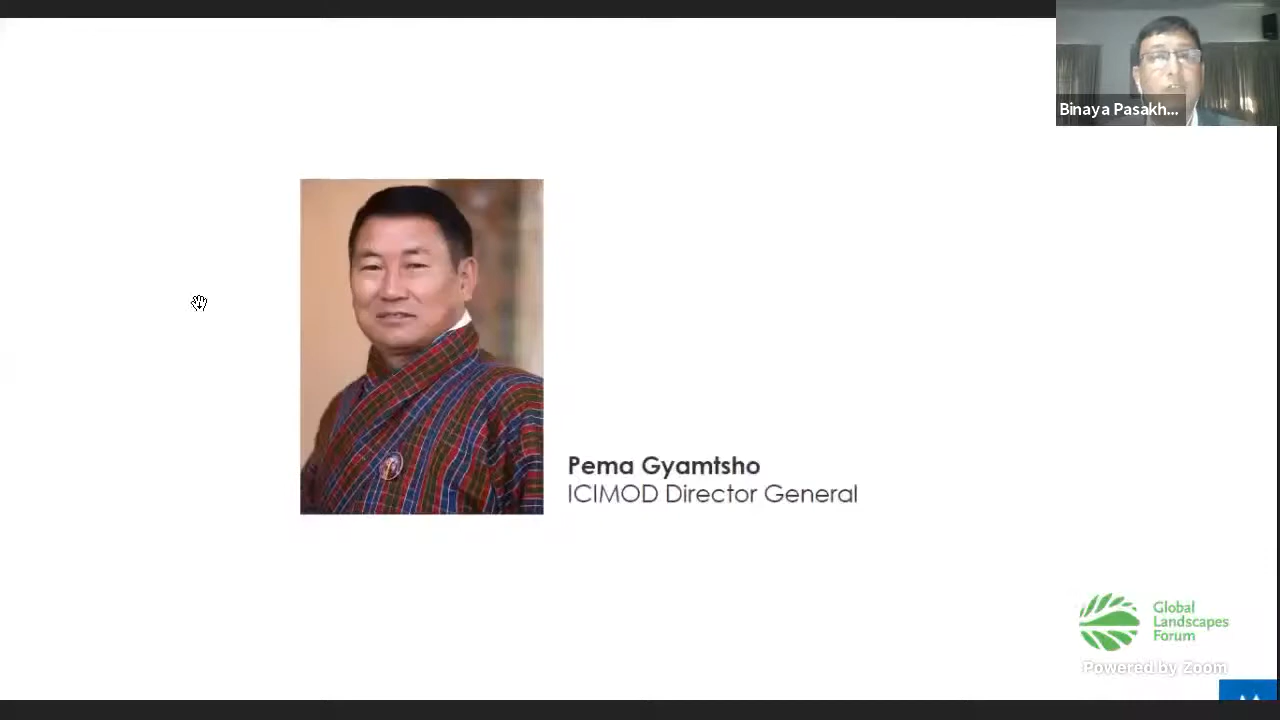 Binaya Pasakh...
Pema Gyamtsho
ICIMOD Director General
Global
Landscapes
Forum
Powered by Zoom